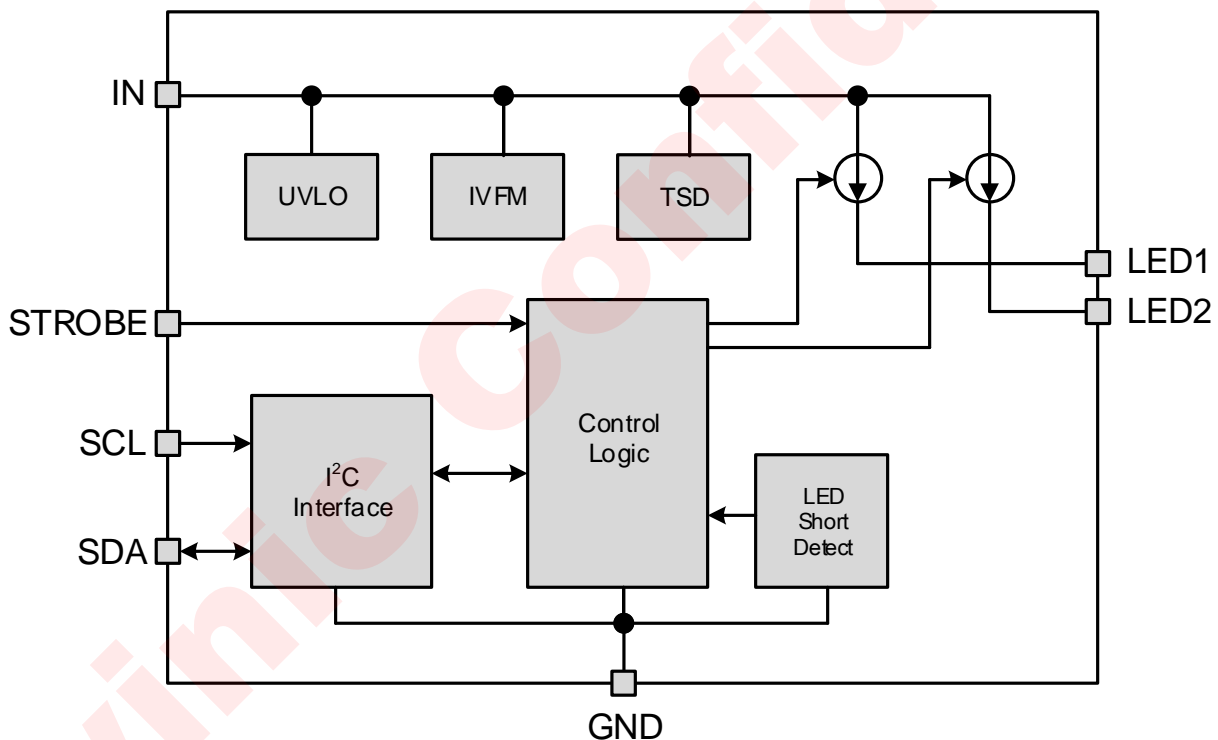 IN
UVLO
IVFM
TSD
LED1
LED2
STROBE
Control
Logic
SCL
I²C
Interface
LED
Short
Detect
SDA
GND